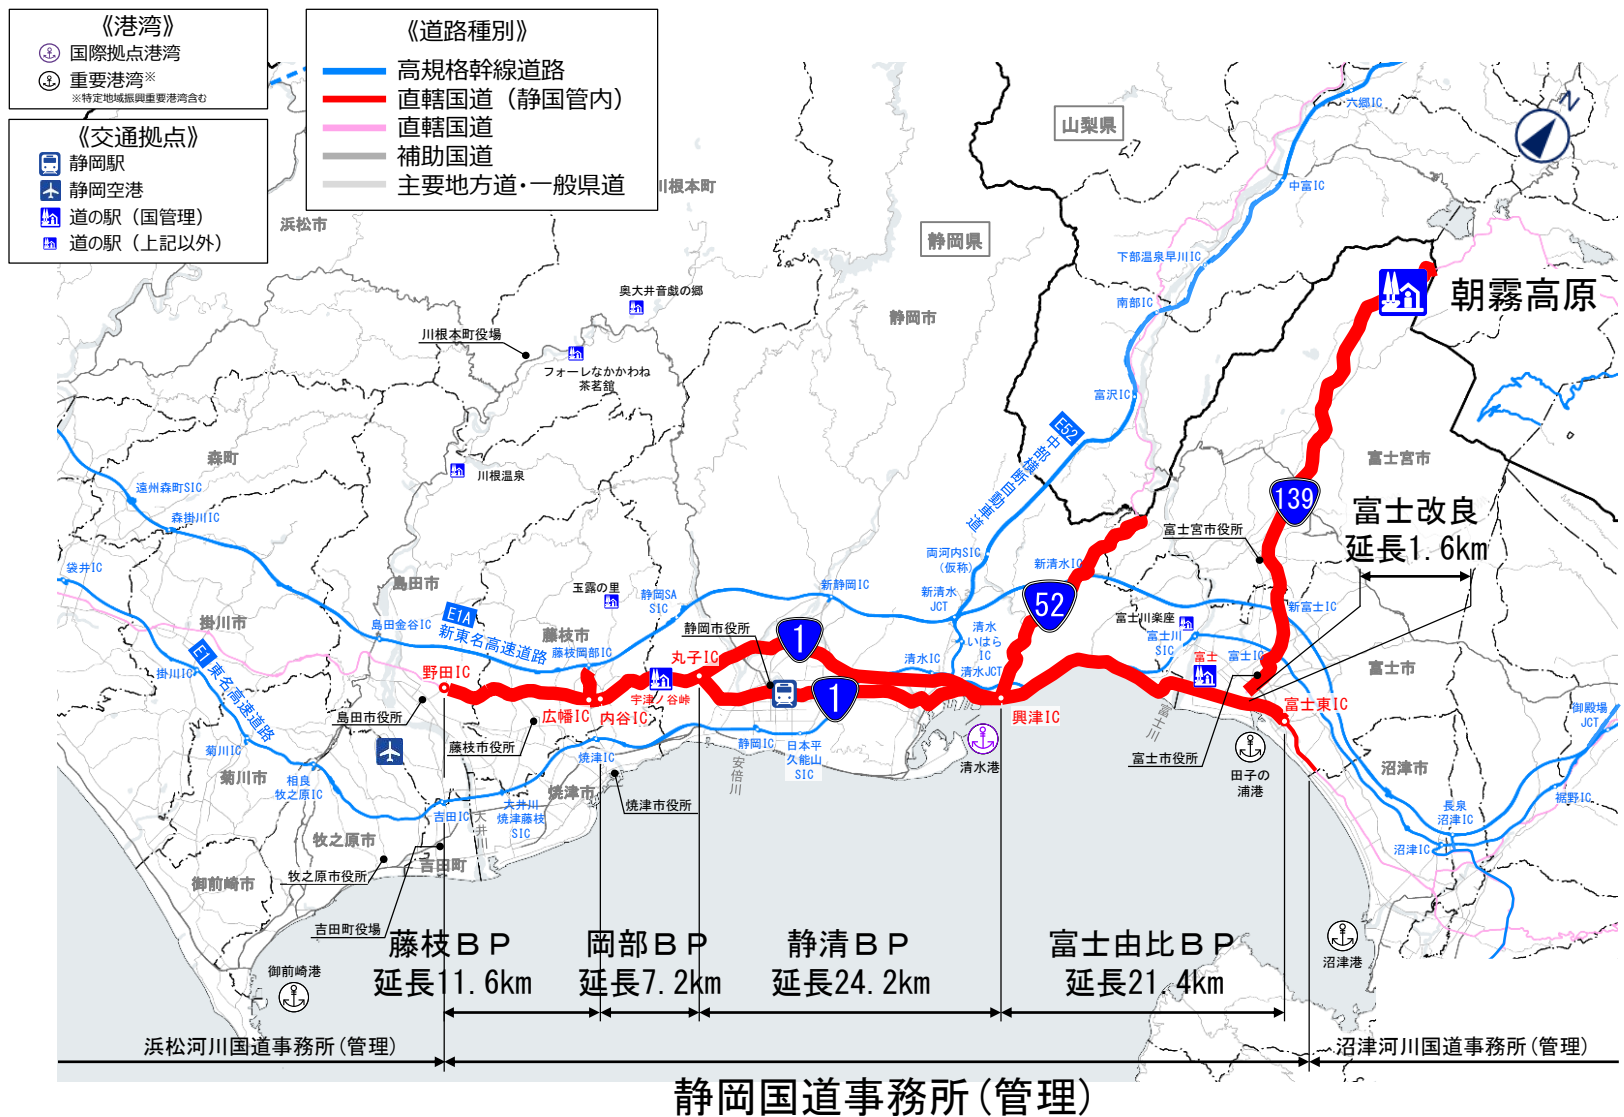 《港湾》
国際拠点港湾
重要港湾※
※特定地域振興重要港湾含む
《交通拠点》
静岡駅
静岡空港
道の駅（国管理）
道の駅（上記以外）
《道路種別》
高規格幹線道路
直轄国道（静国管内）
直轄国道
補助国道
主要地方道・一般県道
N
山梨県
静岡県
浜松市
川根本町
静岡市
森町
島田市
掛川市
藤枝市
菊川市
牧之原市
御前崎市
吉田町
焼津市
富士宮市
富士市
沼津市
六郷IC
中富IC
下部温泉早川IC
南部IC
富沢IC
E52
中部横断自動車道
両河内SIC
(仮称)
新清水IC
新清水
JCT
清水
いはら
IC
清水JCT
清水IC
新静岡IC
静岡SA
SIC
E1A
新東名高速道路
藤枝岡部IC
島田金谷IC
森掛川IC
遠州森町SIC
袋井IC
掛川IC
E1
東名高速道路
菊川IC
相良
牧之原IC
吉田IC
大井川
焼津藤枝
SIC
焼津IC
静岡IC
日本平
久能山
SIC
富士川
SIC
富士IC
新富士IC
御殿場
JCT
裾野IC
長泉
沼津IC
沼津IC
奥大井音戯の郷
川根本町役場
フォーレなかかわね
茶茗舘
川根温泉
玉露の里
静岡市役所
富士川楽座
富士宮市役所
朝霧高原
139
富士改良
延長1.6km
52
1
1
野田IC
広幡IC
内谷IC
宇津ノ谷峠
丸子IC
興津IC
富士
富士東IC
島田市役所
藤枝市役所
焼津市役所
牧之原市役所
吉田町役場
富士市役所
大井川
安倍川
富士川
清水港
田子の
浦港
沼津港
御前崎港
藤枝ＢＰ
延長11.6km
岡部ＢＰ
延長7.2km
静清ＢＰ
延長24.2km
富士由比ＢＰ
延長21.4km
浜松河川国道事務所(管理)
沼津河川国道事務所(管理)
静岡国道事務所(管理)